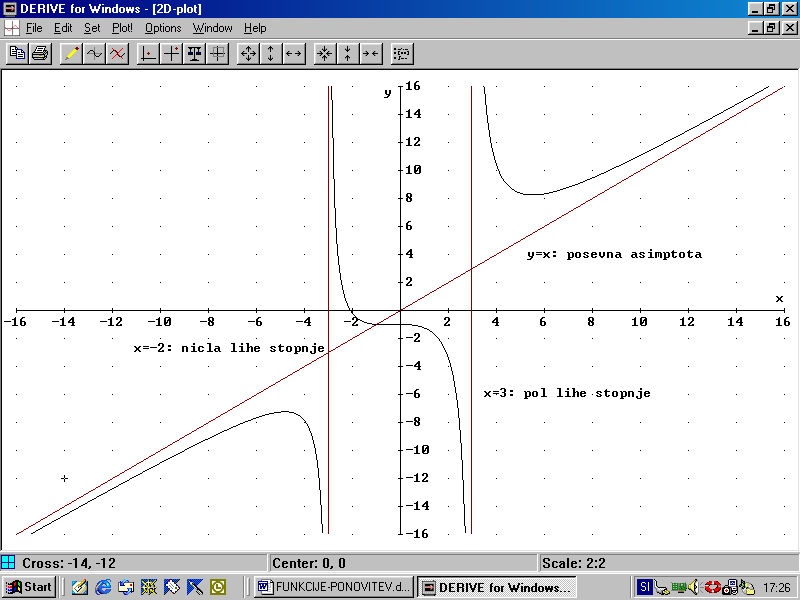 DERIVE for Windows - [2D-plot]
File Edit Set Plot! Options Window Help
y
16
14
12
10
8
6
4
2
y=x: posevna asimptota
x
-16 -14 -12 -10 -8 -6 -4 -2 2 4 6 8 10 12 14 16
-2
x=-2: nicla lihe stopnje
-4
-6
x=3: pol lihe stopnje
-8
-10
-12
-14
-16
Cross: -14, -12 Center: 0, 0 Scale: 2:2
Start FUNKCIJE-PONOVITEV.d... DERIVE for Windows... SI 17:26